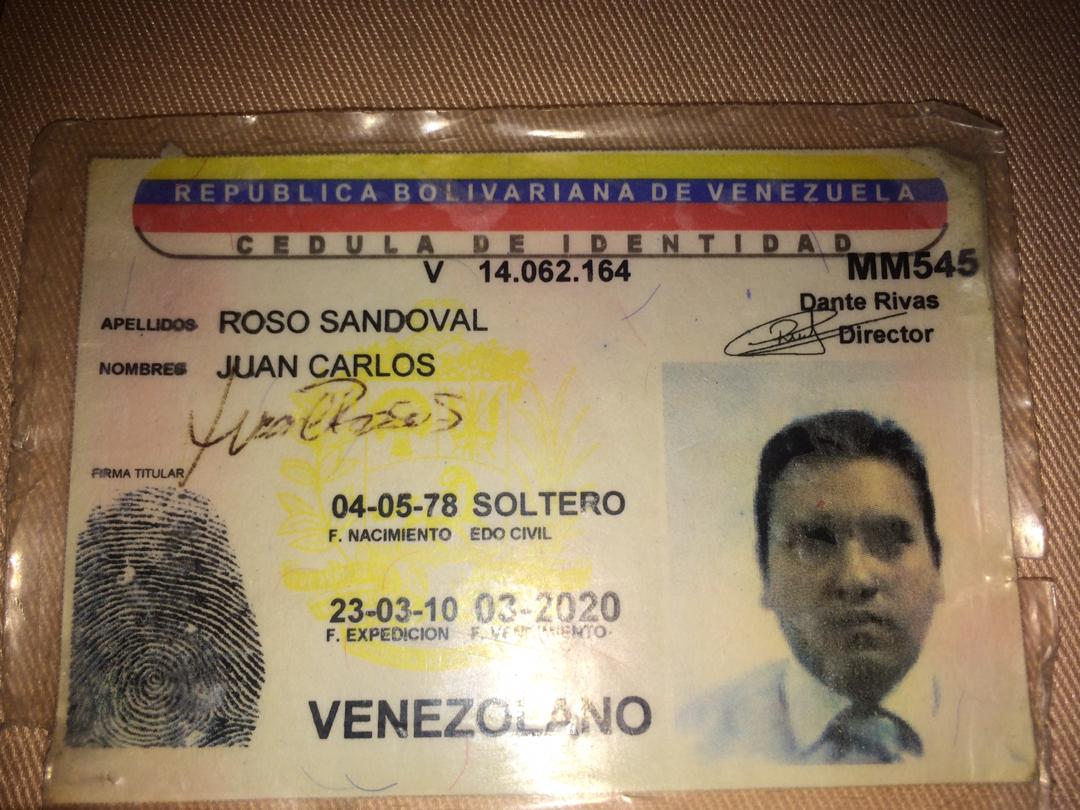 REPUBLICA BOLIVARIANA DE VENEZUELA
CEDULA DE IDENTIDAD
V 14.062.164
MM545
Dante Rivas
Director
APELLIDOS ROSO SANDOVAL
NOMBRES JUAN CARLOS
FIRMA TITULAR
04-05-78 SOLTERO
F. NACIMIENTO EDO CIVIL
23-03-10 03-2020
F. EXPEDICION F. VENCIMIENTO
VENEZOLANO